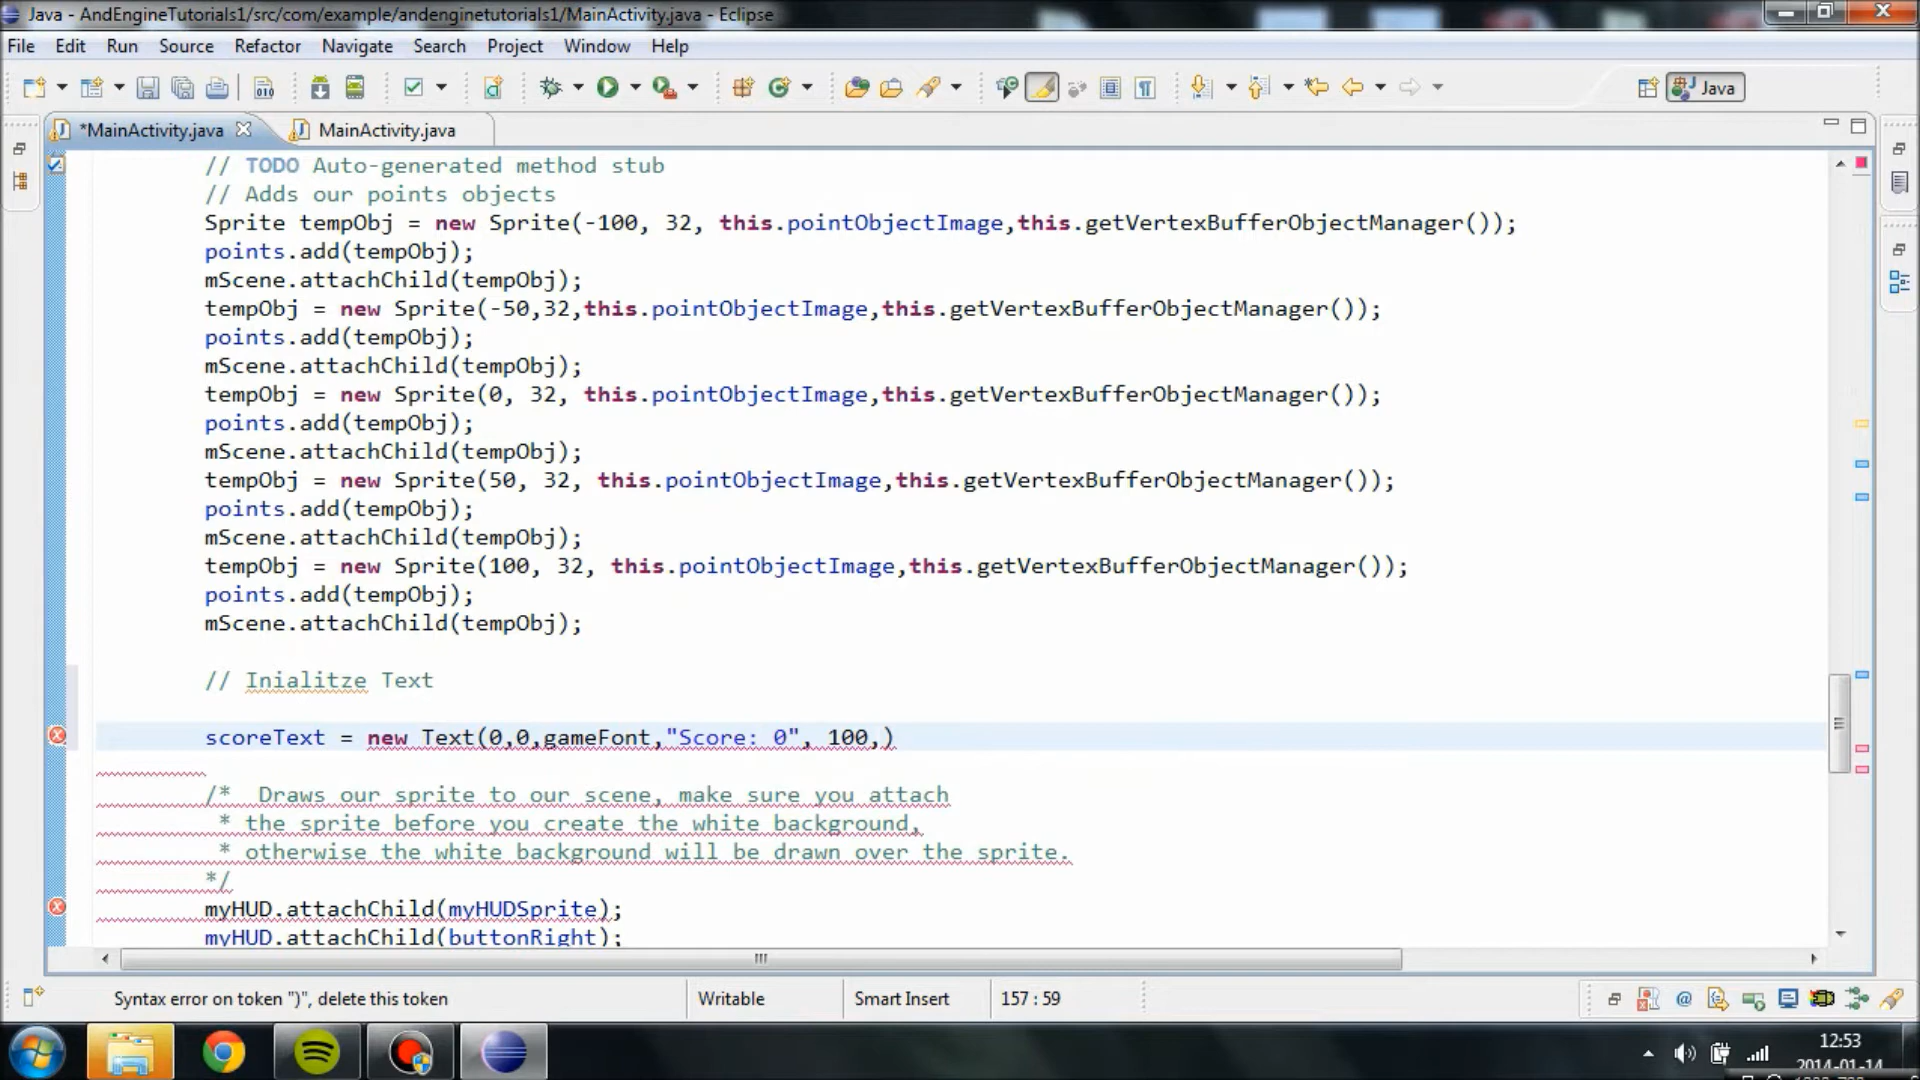 Java - AndEngineTutorials1/src/com/example/andenginetutorials1/MainActivity.java - Eclipse
File Edit Run Source Refactor Navigate Search Project Window Help
Java
*MainActivity.java MainActivity.java
// TODO Auto-generated method stub
// Adds our points objects
Sprite tempObj = new Sprite(-100, 32, this.pointObjectImage,this.getVertexBufferObjectManager());
points.add(tempObj);
mScene.attachChild(tempObj);
tempObj = new Sprite(-50,32,this.pointObjectImage,this.getVertexBufferObjectManager());
points.add(tempObj);
mScene.attachChild(tempObj);
tempObj = new Sprite(0, 32, this.pointObjectImage,this.getVertexBufferObjectManager());
points.add(tempObj);
mScene.attachChild(tempObj);
tempObj = new Sprite(50, 32, this.pointObjectImage,this.getVertexBufferObjectManager());
points.add(tempObj);
mScene.attachChild(tempObj);
tempObj = new Sprite(100, 32, this.pointObjectImage,this.getVertexBufferObjectManager());
points.add(tempObj);
mScene.attachChild(tempObj);
// Inialitze Text
scoreText = new Text(0,0,gameFont,"Score: 0", 100,)
/* Draws our sprite to our scene, make sure you attach
* the sprite before you create the white background,
* otherwise the white background will be drawn over the sprite.
*/
myHUD.attachChild(myHUDSprite);
myHUD.attachChild(buttonRight);
Syntax error on token ")", delete this token Writable Smart Insert 157 : 59
12:53
2014-01-14